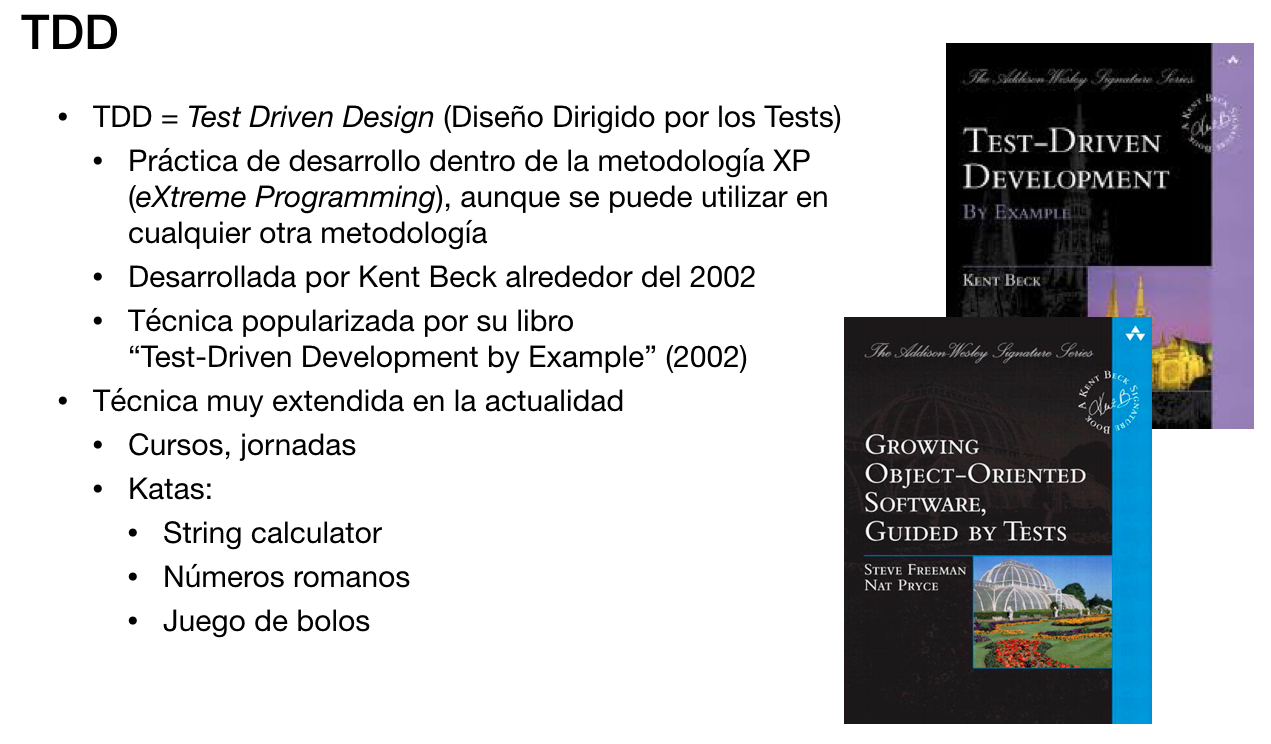 TDD
• TDD = Test Driven Design (Diseño Dirigido por los Tests)
• Práctica de desarrollo dentro de la metodología XP
(eXtreme Programming), aunque se puede utilizar en
cualquier otra metodología
• Desarrollada por Kent Beck alrededor del 2002
• Técnica popularizada por su libro
“Test-Driven Development by Example” (2002)
• Técnica muy extendida en la actualidad
• Cursos, jornadas
• Katas:
• String calculator
• Números romanos
• Juego de bolos
The Addison-Wesley Signature Series
A KENT BECK SIGNATURE BOOK
TEST-DRIVEN
DEVELOPMENT
BY EXAMPLE
KENT BECK
The Addison-Wesley Signature Series
A KENT BECK SIGNATURE BOOK
GROWING
OBJECT-ORIENTED
SOFTWARE,
GUIDED BY TESTS
STEVE FREEMAN
NAT PRYCE